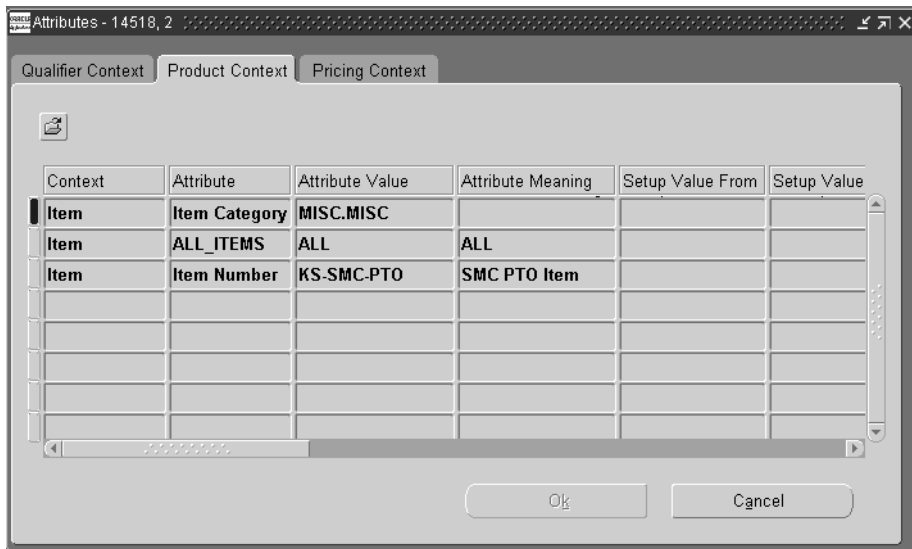 ORACLE
Attributes - 14518, 2
Qualifier Context Product Context Pricing Context
Context Attribute Attribute Value Attribute Meaning Setup Value From Setup Value
Item Item Category MISC.MISC
Item ALL_ITEMS ALL ALL
Item Item Number KS-SMC-PTO SMC PTO Item
Ok Cancel